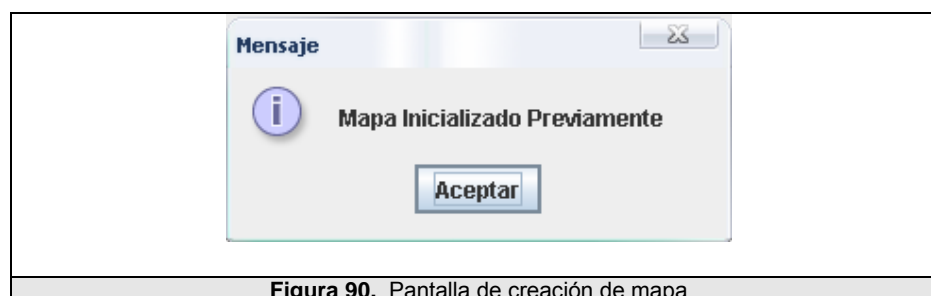 Mensaje
Mapa Inicializado Previamente
Aceptar
Figura 90. Pantalla de creación de mapa